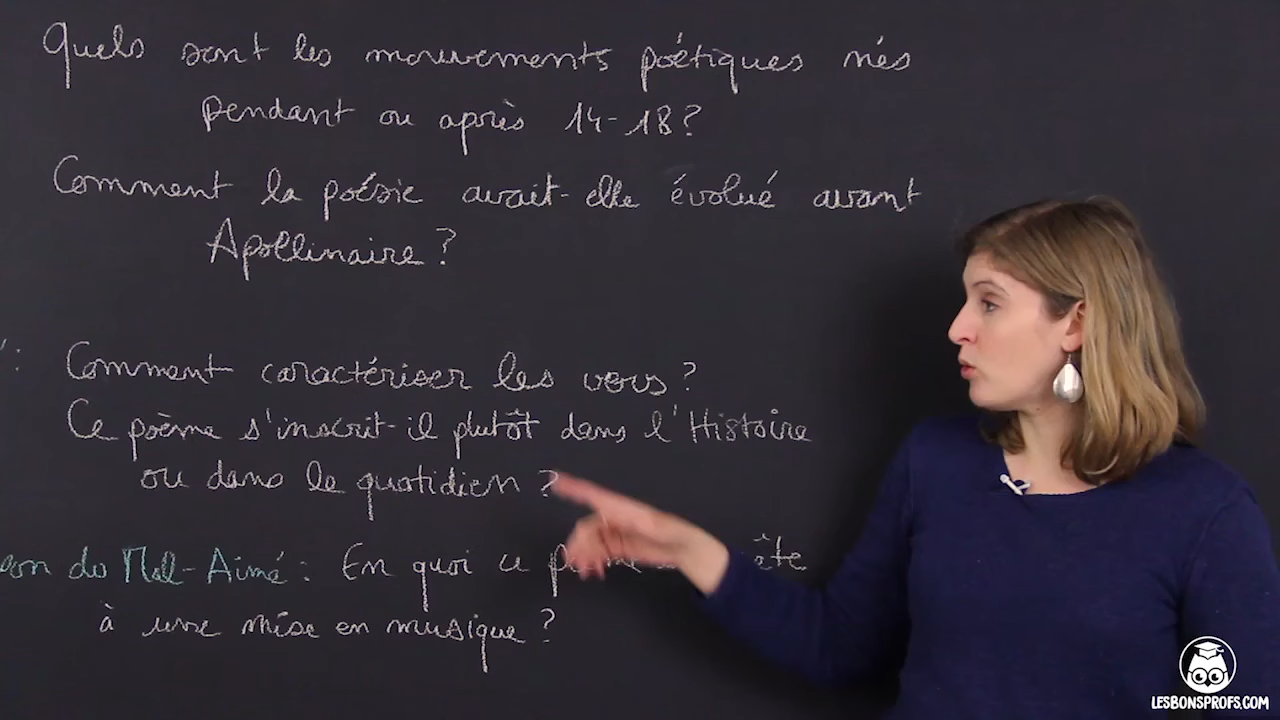 Quels sont les mouvements poétiques nés
pendant ou après 14-18?
Comment la poésie avait-elle évolué avant
Apollinaire?
: Comment caractériser les vers?
Ce poème s'inscrit-il plutôt dans l'Histoire
ou dans le quotidien?
son du Mal-Aimé: En quoi ce
à une mise en musique?
LESBONSPROFS.COM